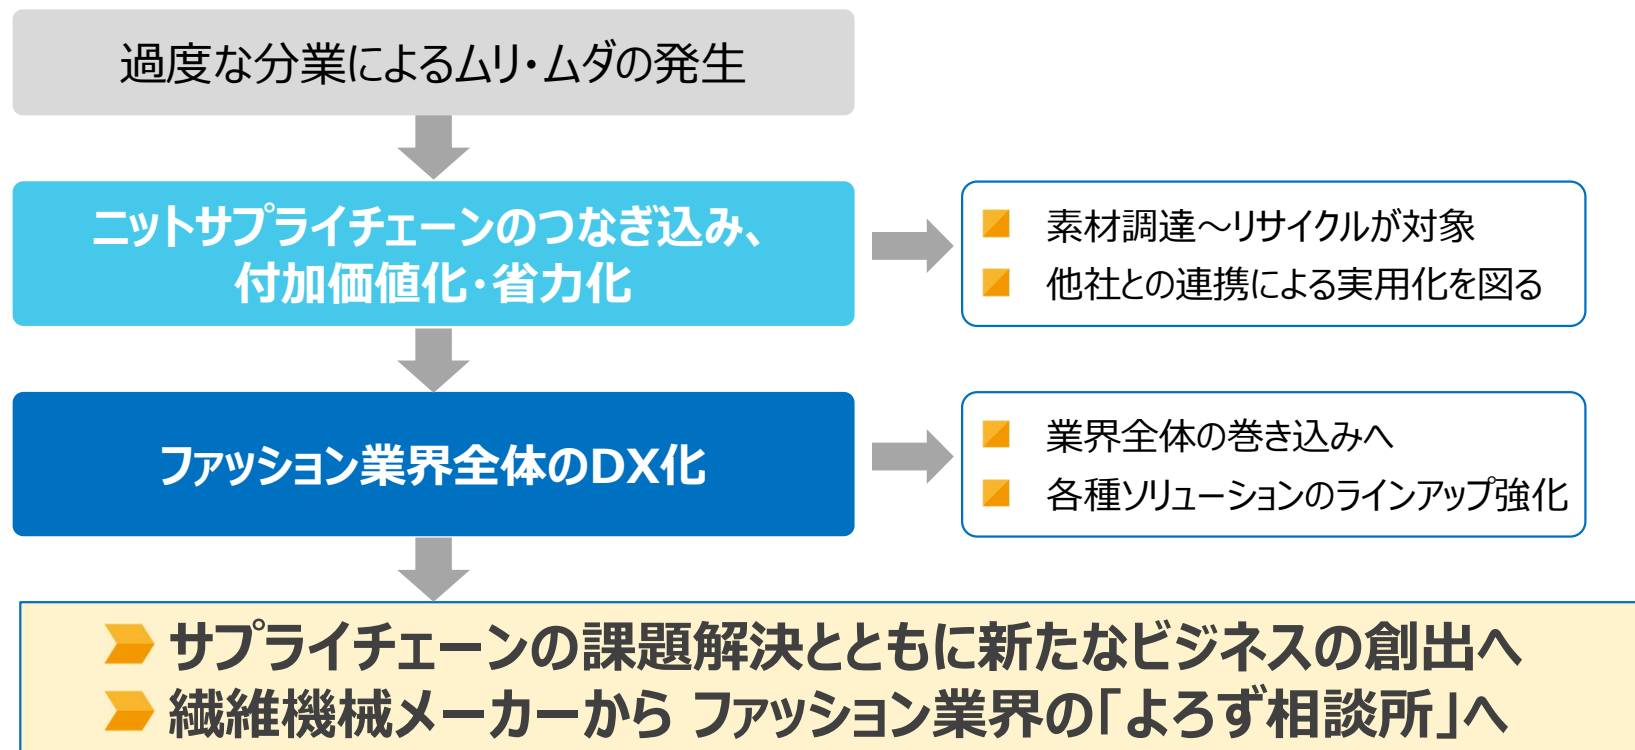 過度な分業によるムリ・ムダの発生
ニットサプライチェーンのつなぎ込み、
付加価値化・省力化
素材調達～リサイクルが対象
他社との連携による実用化を図る
ファッション業界全体のDX化
業界全体の巻き込みへ
各種ソリューションのラインアップ強化
サプライチェーンの課題解決とともに新たなビジネスの創出へ
繊維機械メーカーから ファッション業界の「よろず相談所」へ